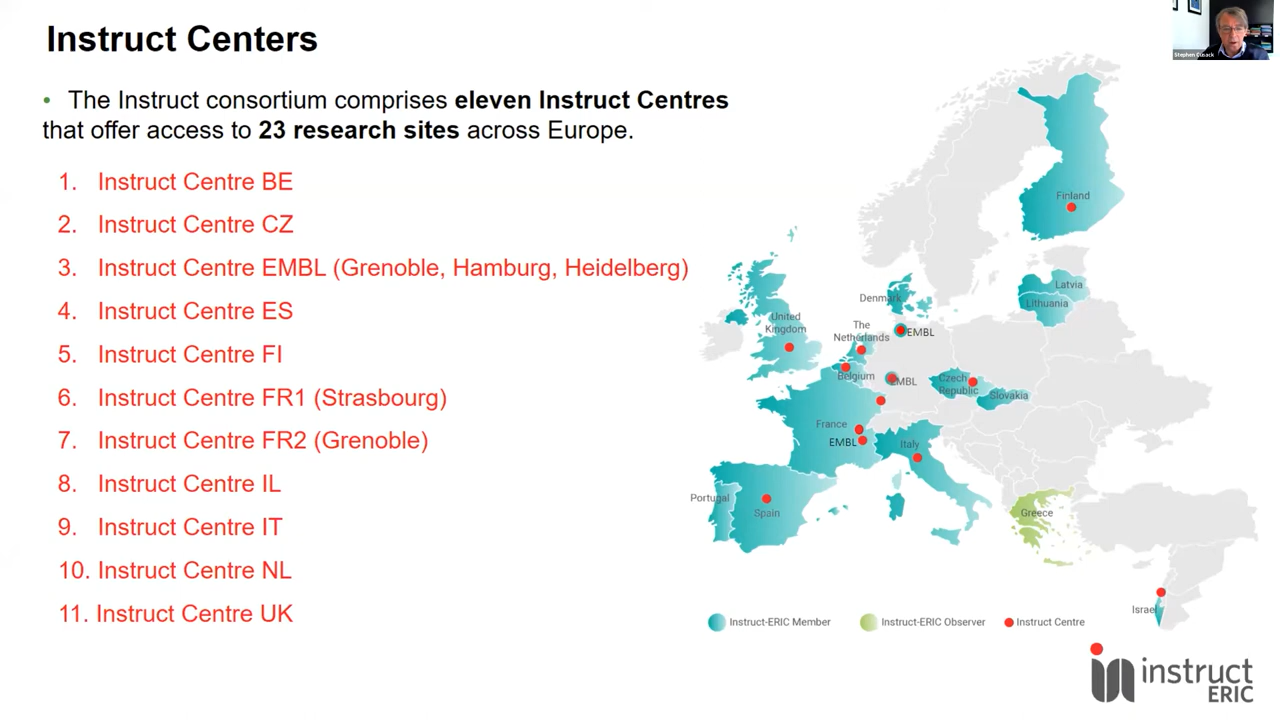 Instruct Centers
Stephen Cusack
• The Instruct consortium comprises eleven Instruct Centres
that offer access to 23 research sites across Europe.
1. Instruct Centre BE
2. Instruct Centre CZ
3. Instruct Centre EMBL (Grenoble, Hamburg, Heidelberg)
4. Instruct Centre ES
5. Instruct Centre FI
6. Instruct Centre FR1 (Strasbourg)
7. Instruct Centre FR2 (Grenoble)
8. Instruct Centre IL
9. Instruct Centre IT
10. Instruct Centre NL
11. Instruct Centre UK
Finland
Latvia
Lithuania
Denmark
United
Kingdom
The
Netherlands
EMBL
Belgium
EMBL
Czech
Republic
Slovakia
France
EMBL
Italy
Portugal
Spain
Greece
Israel
Instruct-ERIC Member
Instruct-ERIC Observer
Instruct Centre
instruct
ERIC